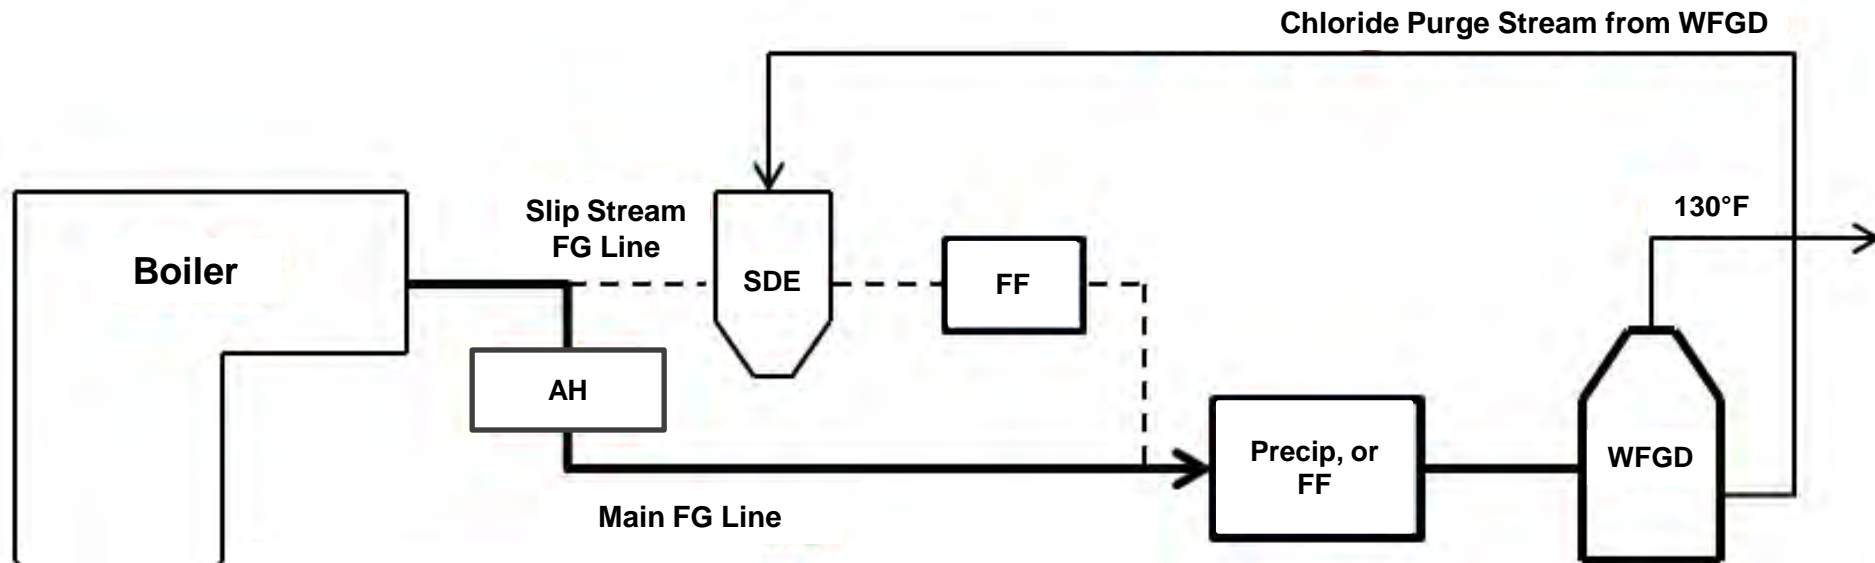 Chloride Purge Stream from WFGD
Slip Stream
FG Line
130°F
Boiler
SDE
FF
AH
Precip, or
FF
WFGD
Main FG Line